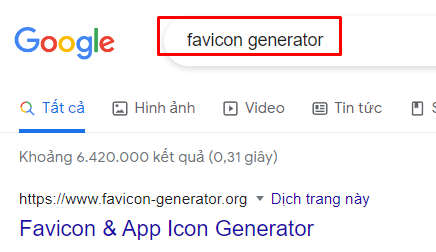 Google favicon generator
Tất cả Hình ảnh Video Tin tức
Khoảng 6.420.000 kết quả (0,31 giây)
https://www.favicon-generator.org Dịch trang này
Favicon & App Icon Generator